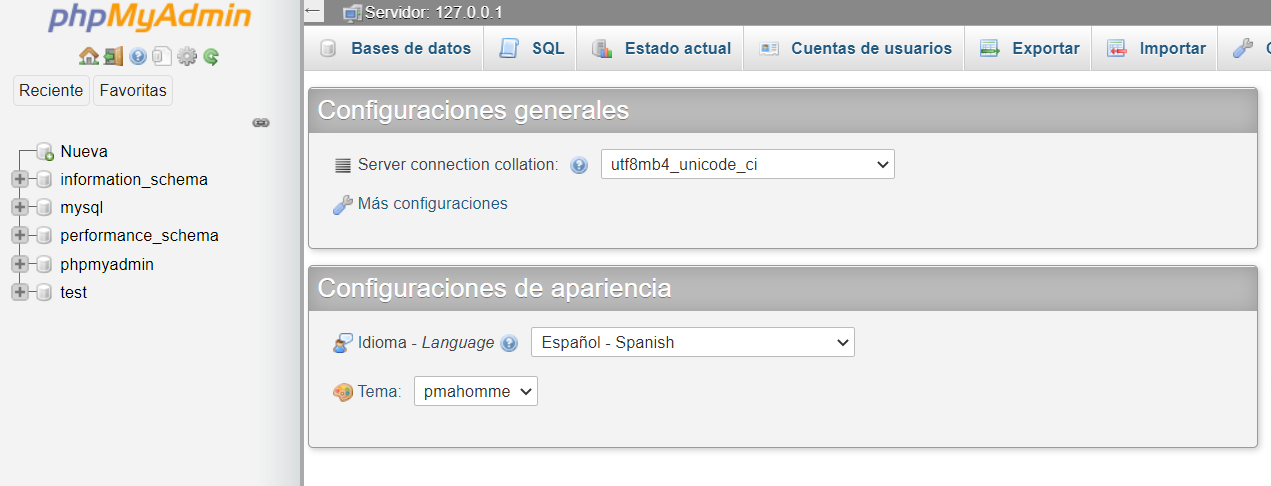 phpMyAdmin
Reciente Favoritas
Nueva
information_schema
mysql
performance_schema
phpmyadmin
test
Servidor: 127.0.0.1
Bases de datos SQL Estado actual Cuentas de usuarios Exportar Importar
Configuraciones generales
Server connection collation: utf8mb4_unicode_ci
Más configuraciones
Configuraciones de apariencia
Idioma - Language Español - Spanish
Tema: pmahomme